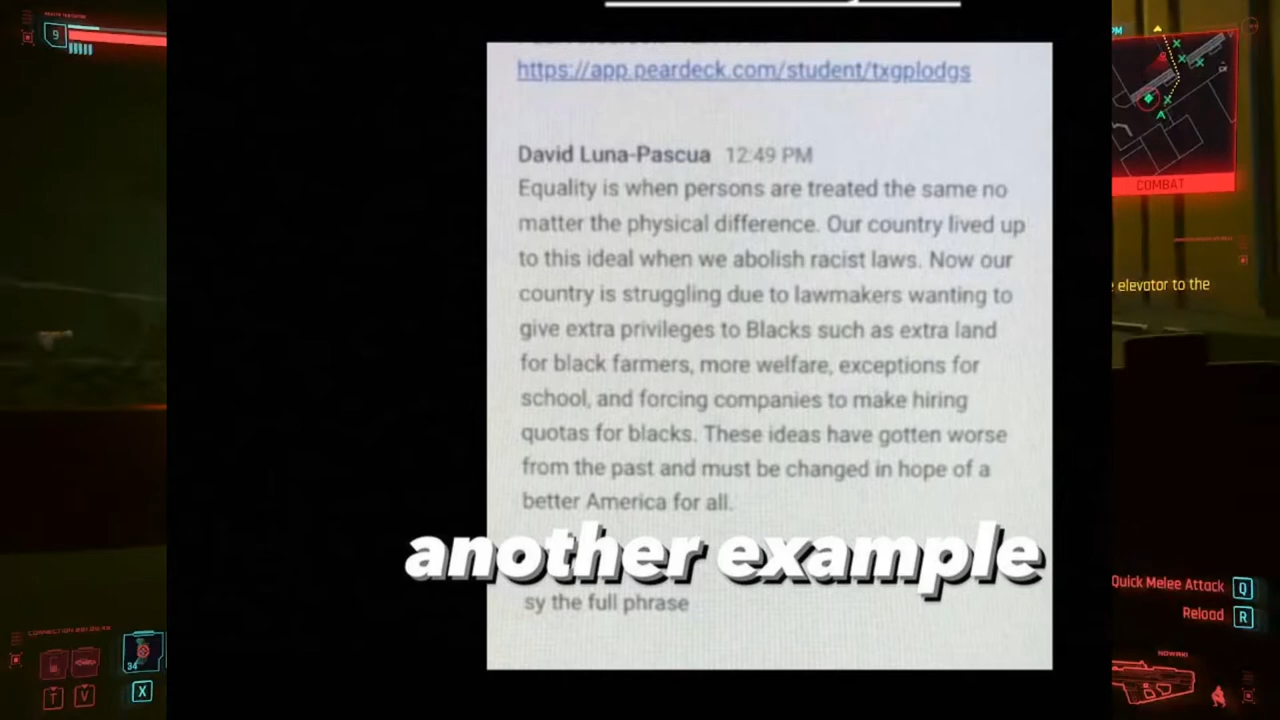 9
PM
https://app.peardeck.com/student/txgplodgs
David Luna-Pascua 12:49 PM
Equality is when persons are treated the same no
matter the physical difference. Our country lived up
to this ideal when we abolish racist laws. Now our
country is struggling due to lawmakers wanting to
give extra privileges to Blacks such as extra land
for black farmers, more welfare, exceptions for
school, and forcing companies to make hiring
quotas for blacks. These ideas have gotten worse
from the past and must be changed in hope of a
better America for all.
another example
sy the full phrase
COMBAT
elevator to the
Quick Melee Attack Q
Reload R
NOWAKI
34
T V X